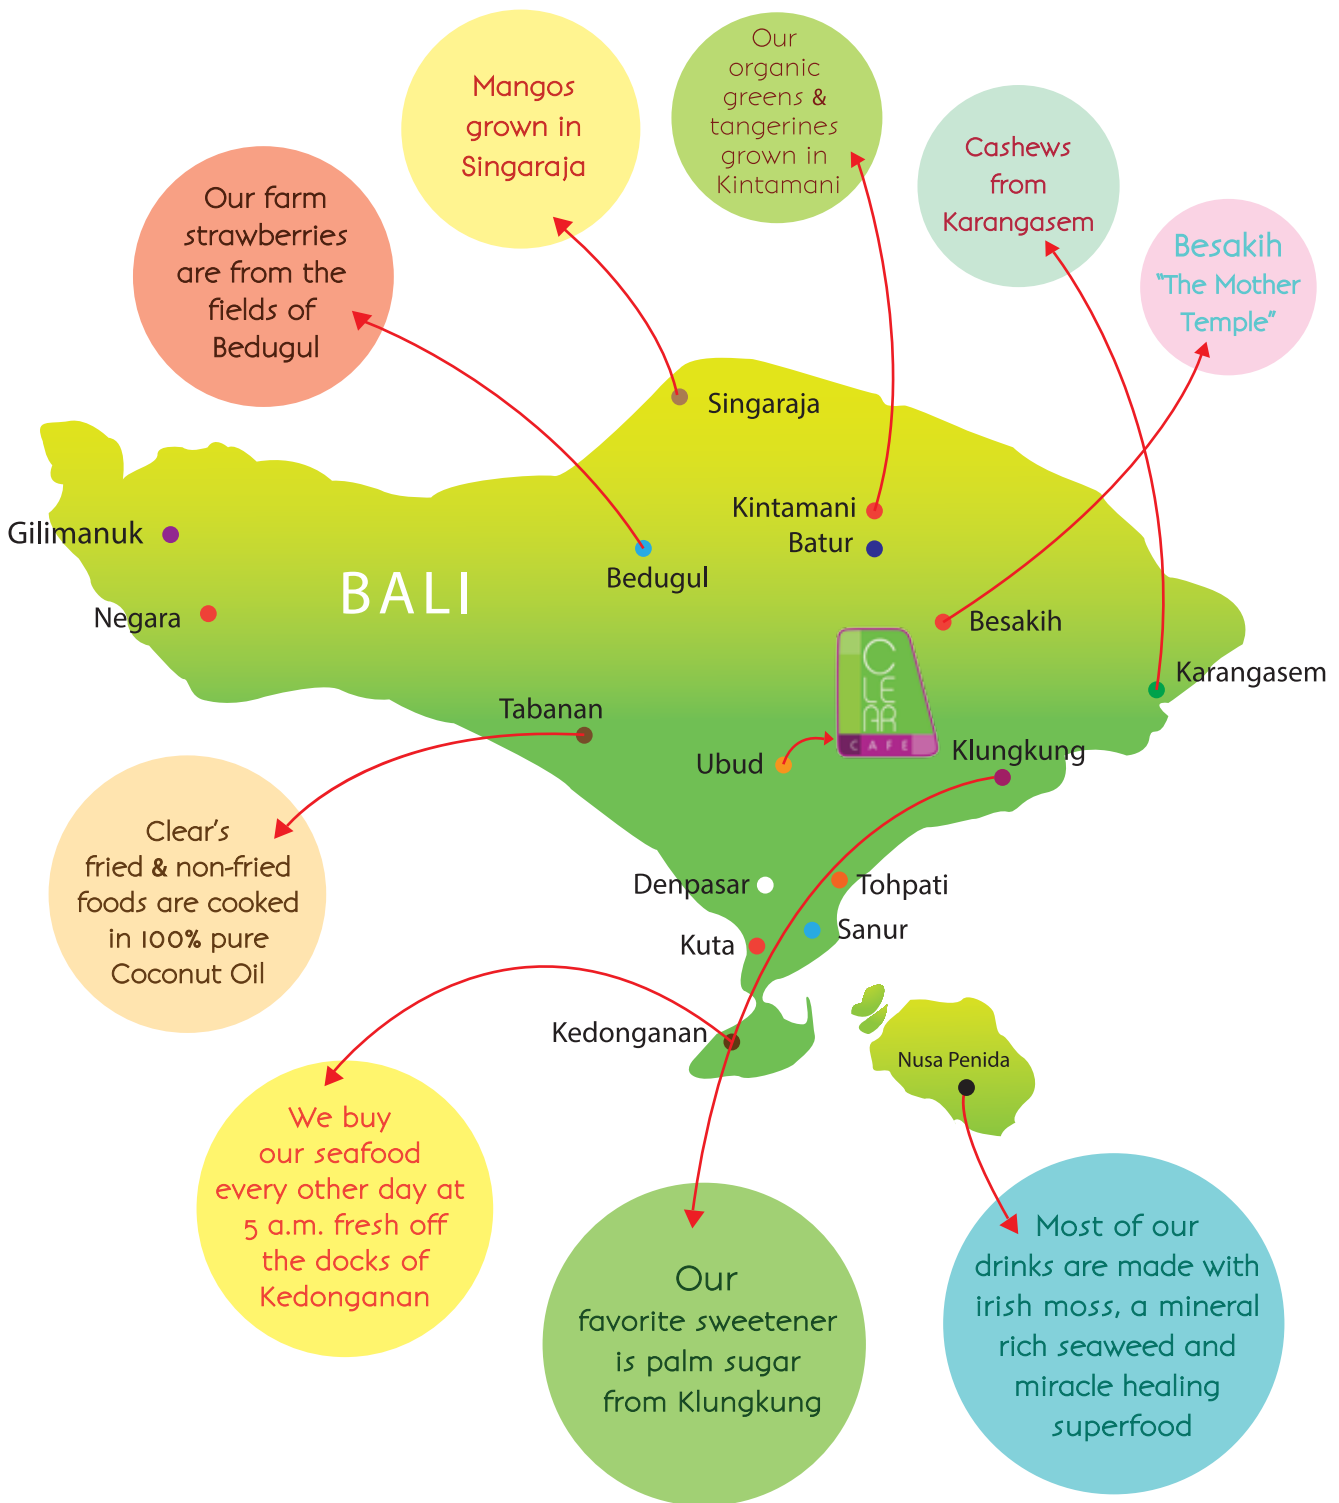 Our
organic
greens &
tangerines
grown in
Kintamani
Mangos
grown in
Singaraja
Cashews
from
Karangasem
Our farm
strawberries
are from the
fields of
Bedugul
Besakih
"The Mother
Temple"
Singaraja
Kintamani
Batur
Gilimanuk
Bedugul
BALI
Negara
Besakih
CLEAR
CAFE
Karangasem
Tabanan
Ubud
Klungkung
Clear's
fried & non-fried
foods are cooked
in 100% pure
Coconut Oil
Denpasar
Tohpati
Sanur
Kuta
Kedonganan
Nusa Penida
We buy
our seafood
every other day at
5 a.m. fresh off
the docks of
Kedonganan
Our
favorite sweetener
is palm sugar
from Klungkung
Most of our
drinks are made with
irish moss, a mineral
rich seaweed and
miracle healing
superfood